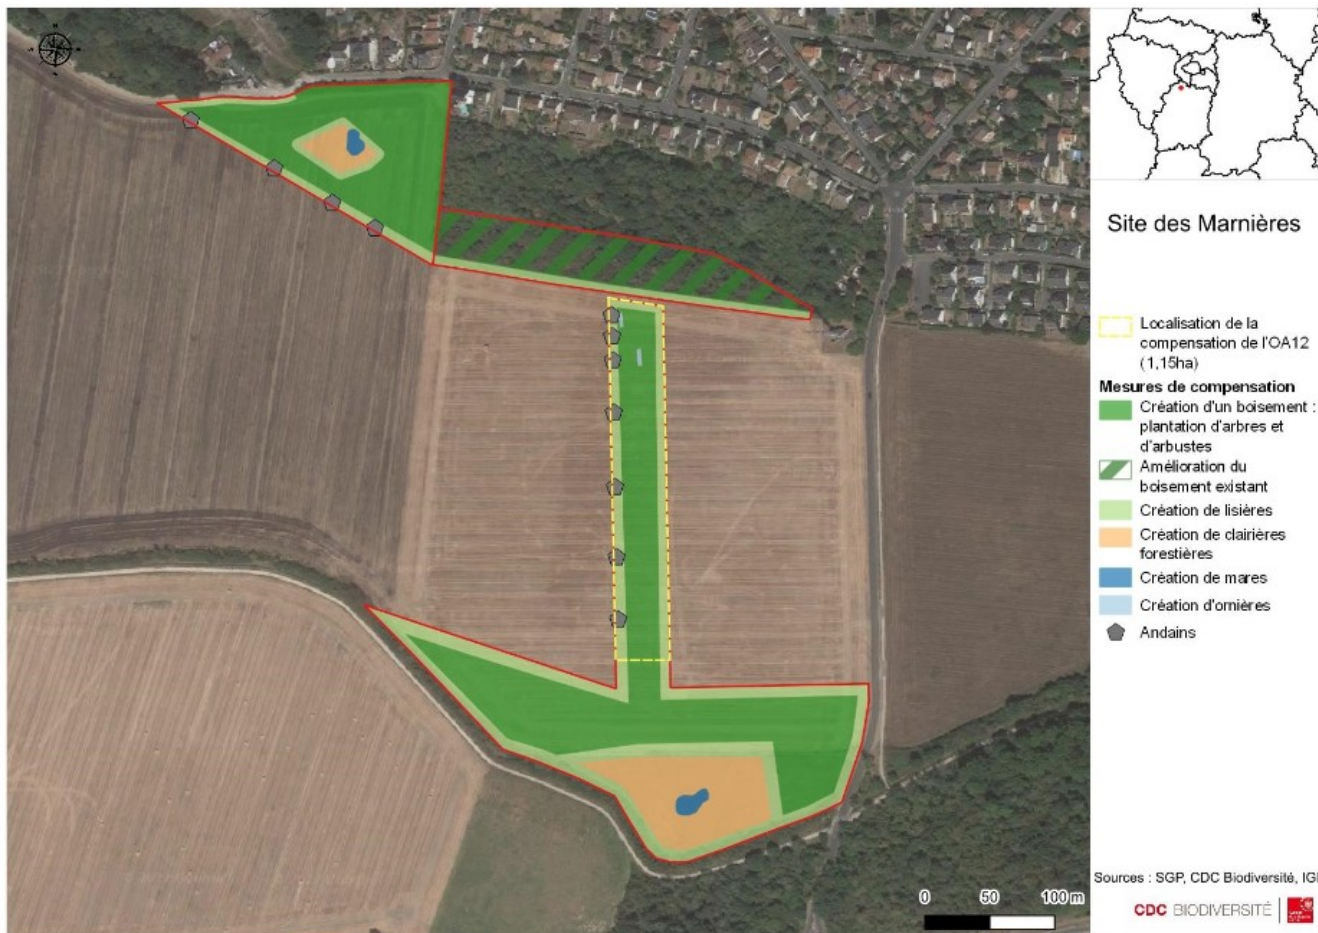 Site des Marnières
Localisation de la
compensation de l'OA12
(1,15ha)
Mesures de compensation
Création d'un boisement :
plantation d'arbres et
d'arbustes
Amélioration du
boisement existant
Création de lisières
Création de clairières
forestières
Création de mares
Création d'ornières
Andains
0 50 100 m
Sources : SGP, CDC Biodiversité, IGI
CDC BIODIVERSITÉ